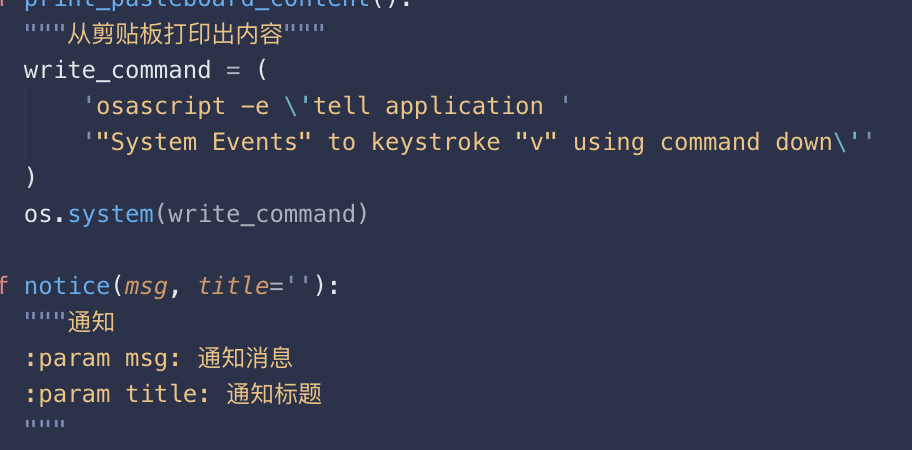 f print_pasteboard_content():
"""从剪贴板打印出内容"""
write_command = (
'osascript -e \'tell application '
'"System Events" to keystroke "v" using command down\''
)
os.system(write_command)
f notice(msg, title=''):
"""通知
:param msg: 通知消息
:param title: 通知标题
"""